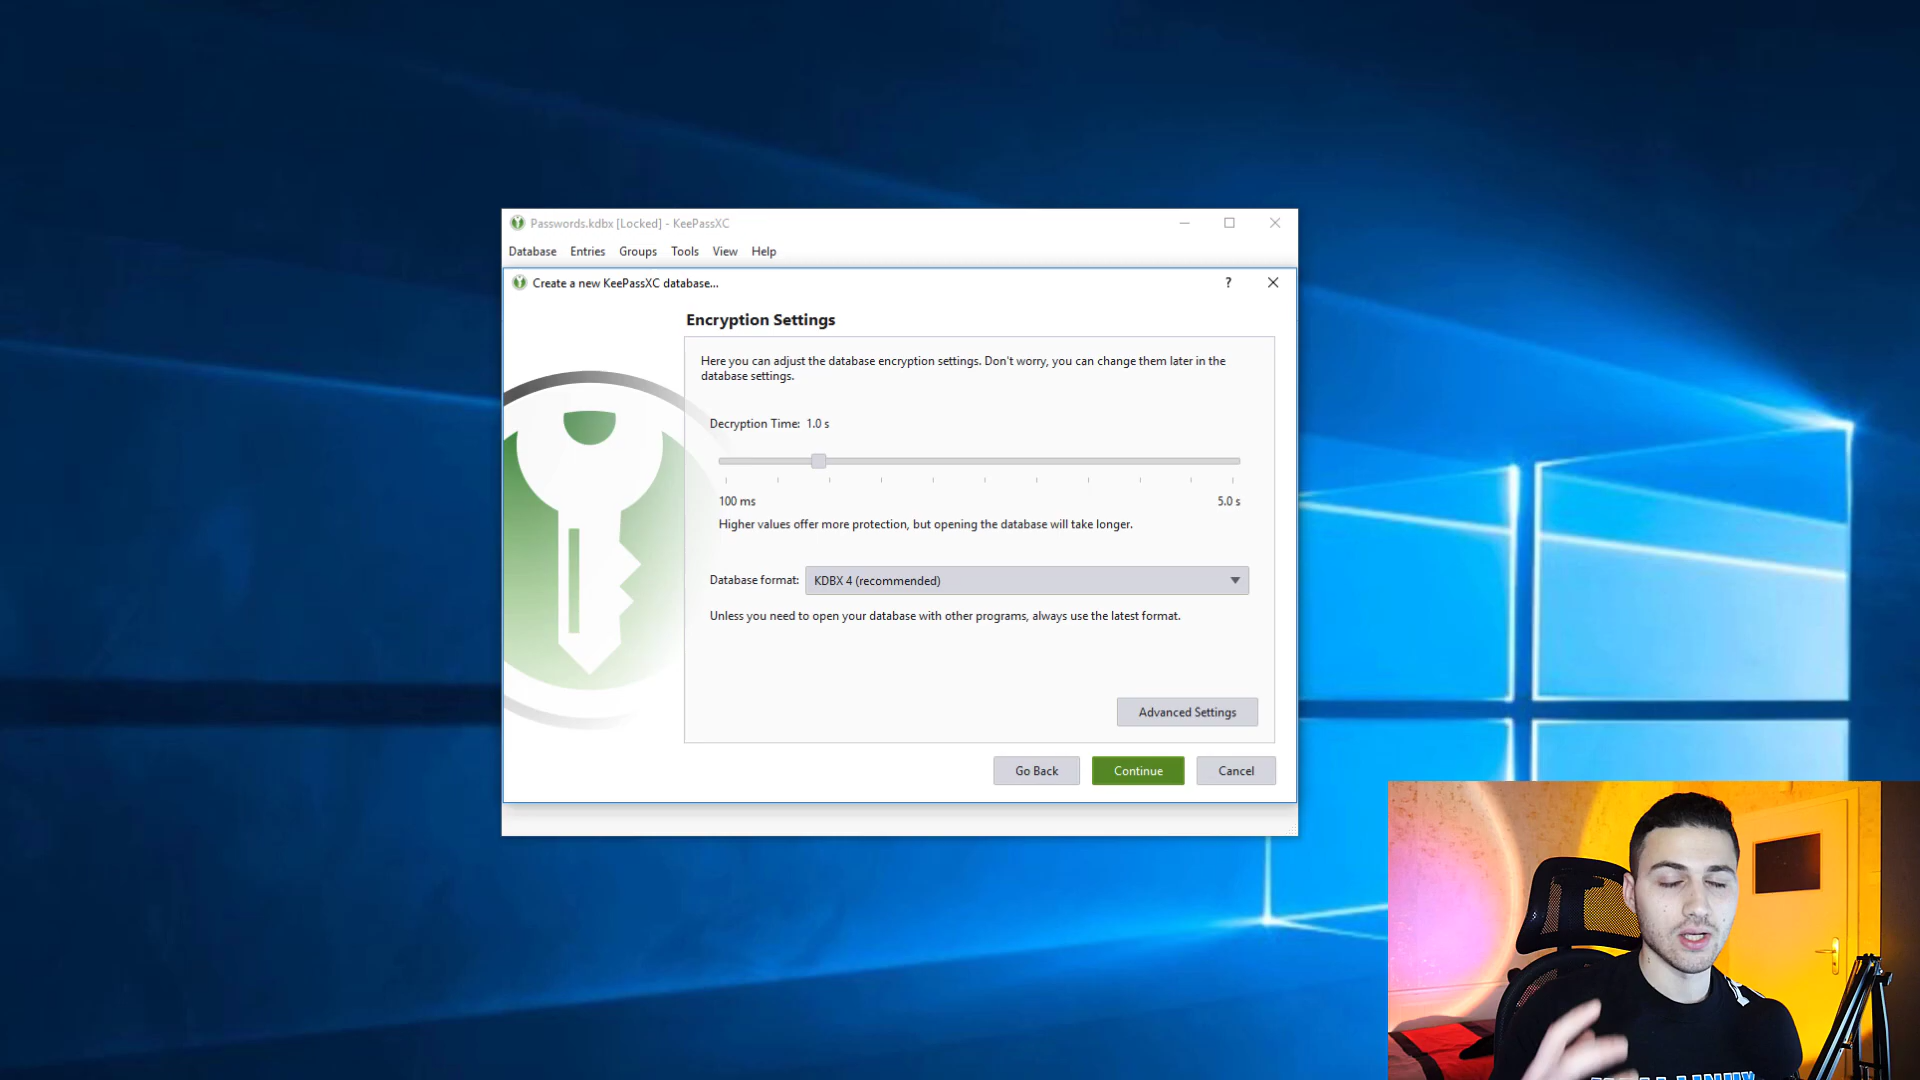 Passwords.kdbx [Locked] - KeePassXC
Database Entries Groups Tools View Help
Create a new KeePassXC database...
?
Encryption Settings
Here you can adjust the database encryption settings. Don't worry, you can change them later in the
database settings.
Decryption Time: 1.0 s
100 ms 5.0 s
Higher values offer more protection, but opening the database will take longer.
Database format: KDBX 4 (recommended)
Unless you need to open your database with other programs, always use the latest format.
Advanced Settings
Go Back Continue Cancel